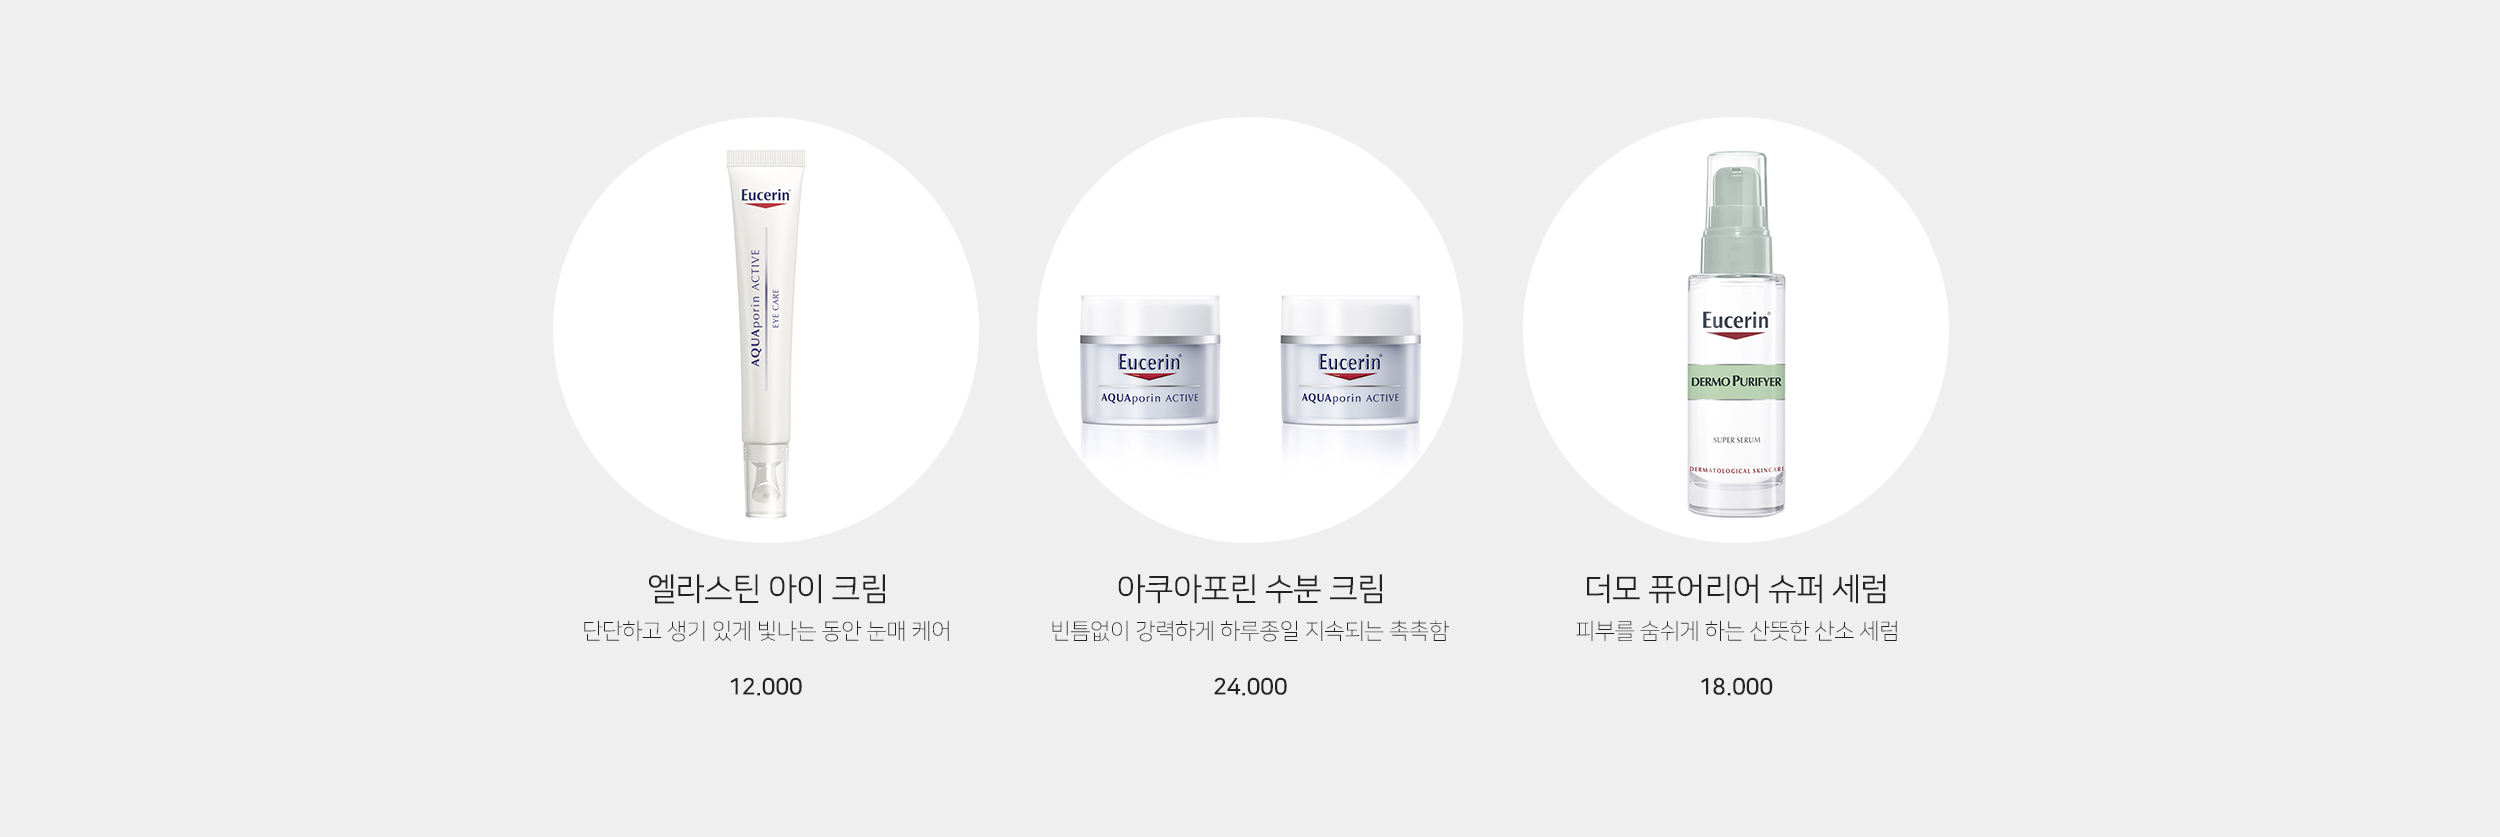 Eucerin
AQUAporin ACTIVE
EYE CARE
Eucerin
AQUAporin ACTIVE
Eucerin
AQUAporin ACTIVE
Eucerin
DERMO PURIFYER
SUPER SERUM
DERMATOLOGICAL SKINCARE
엘라스틴 아이 크림
단단하고 생기 있게 빛나는 동안 눈매 케어
12.000
아쿠아포린 수분 크림
빈틈없이 강력하게 하루종일 지속되는 촉촉함
24.000
더모 퓨어리어 슈퍼 세럼
피부를 숨쉬게 하는 산뜻한 산소 세럼
18.000